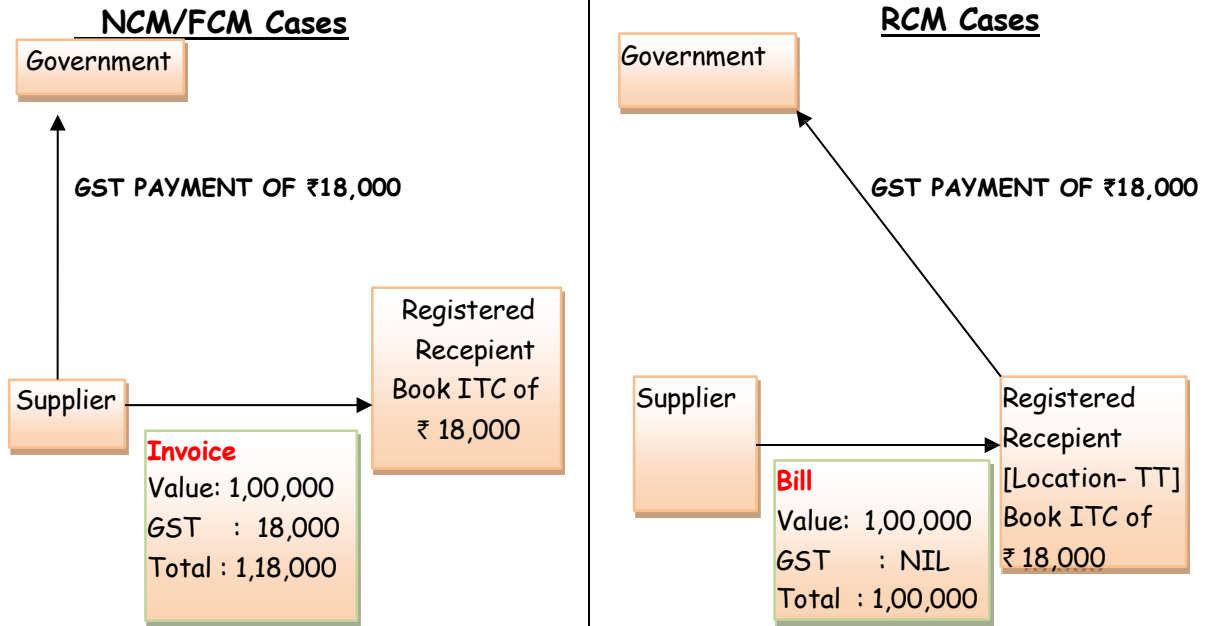 NCM/FCM Cases
Government
GST PAYMENT OF ₹18,000
Registered
Recepient
Book ITC of
₹ 18,000
Supplier
Invoice
Value: 1,00,000
GST : 18,000
Total : 1,18,000
RCM Cases
Government
GST PAYMENT OF ₹18,000
Supplier
Registered
Recepient
[Location- TT]
Book ITC of
₹ 18,000
Bill
Value: 1,00,000
GST : NIL
Total : 1,00,000